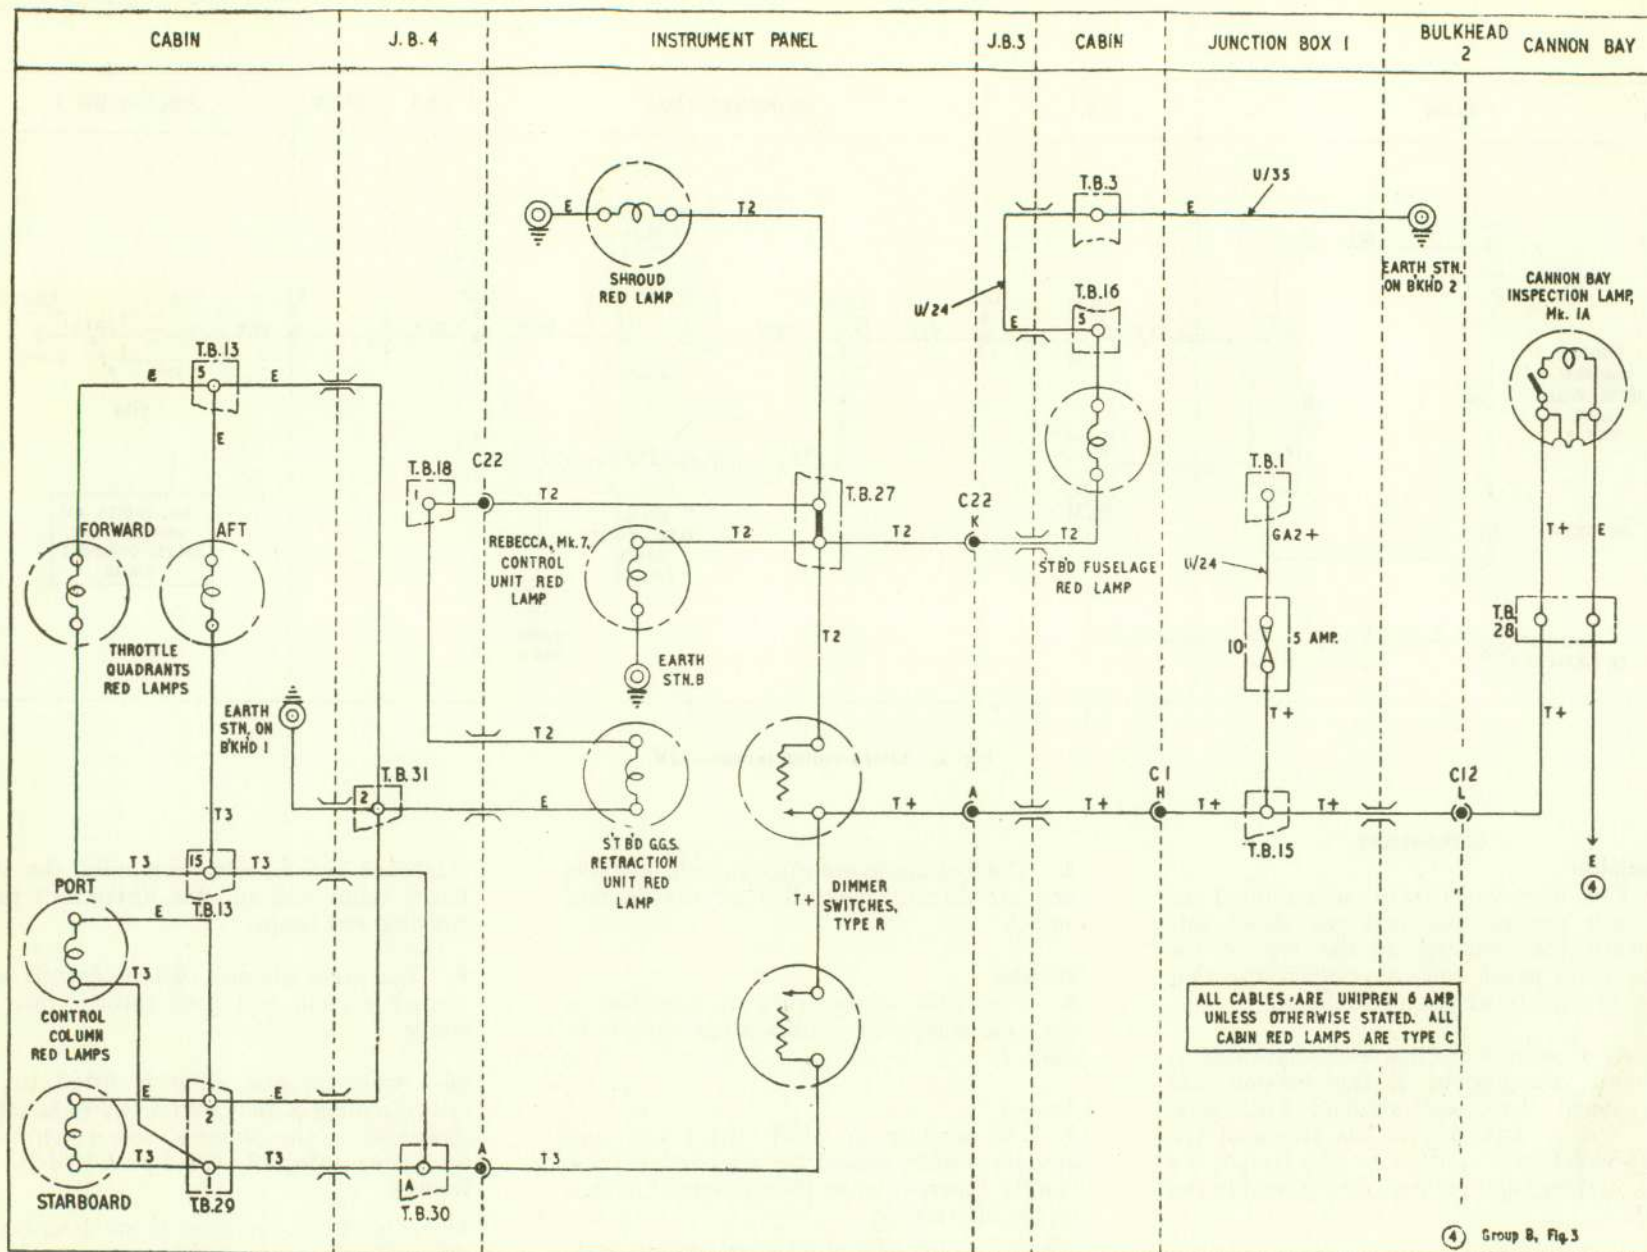 CABIN
J.B.4
INSTRUMENT PANEL
J.B.3
CABIN
JUNCTION BOX 1
BULKHEAD
2
CANNON BAY
E
T2
SHROUD
RED LAMP
T.B.3
U/35
E
EARTH STN.
ON B'KHD 2
CANNON BAY
INSPECTION LAMP,
Mk. 1A
T.B.16
5
U/24
E
T.B.13
5
E
E
E
T.B.18
1
C22
T2
T.B.27
C22
K
T2
T2
T2
T.B.1
GA2+
U/24
T+
E
FORWARD
AFT
REBECCA, Mk.7,
CONTROL
UNIT RED
LAMP
ST'BD FUSELAGE
RED LAMP
T2
10
5 AMP.
T.B.
28
THROTTLE
QUADRANTS
RED LAMPS
EARTH
STN.B
EARTH
STN, ON
B'KHD 1
T+
T+
T2
T.B.31
2
E
A
T+
T+
C1
H
T+
T+
C12
L
T3
T.B.15
ST'BD G.G.S.
RETRACTION
UNIT RED
LAMP
E
4
T3
15
T3
T.B.13
PORT
E
T+
DIMMER
SWITCHES,
TYPE R
T3
CONTROL
COLUMN
RED LAMPS
ALL CABLES ARE UNIPREN 6 AMP.
UNLESS OTHERWISE STATED. ALL
CABIN RED LAMPS ARE TYPE C
E
2
E
T3
1
T3
A
A
T3
STARBOARD
T.B.29
T.B.30
4 Group B, Fig.3